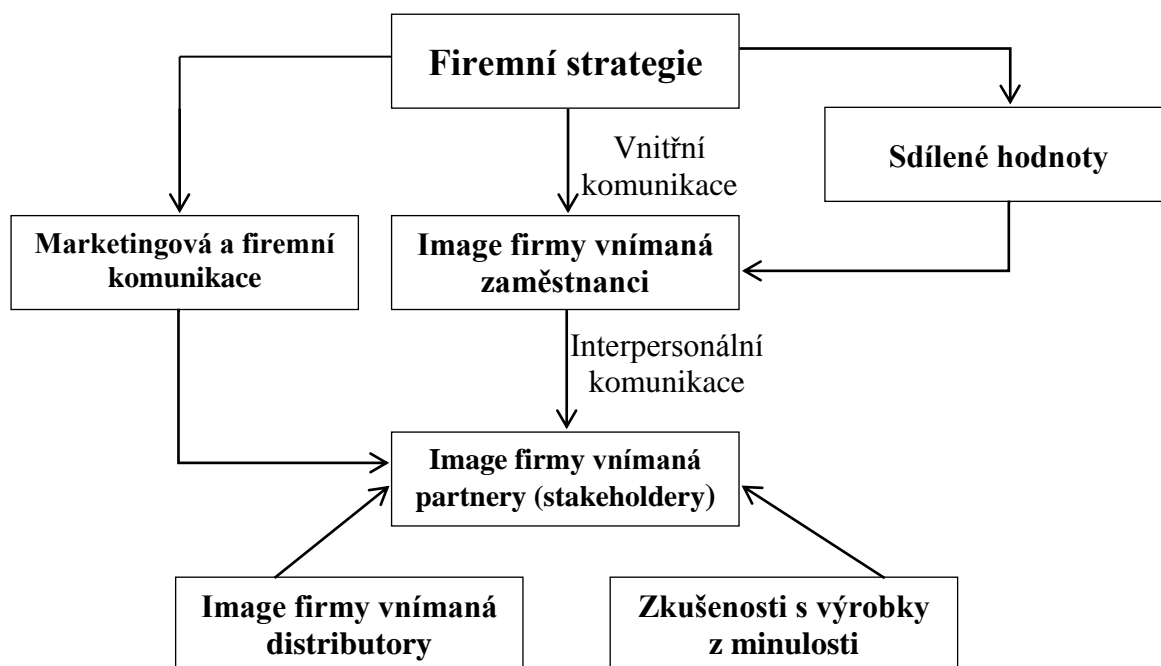 Firemní strategie
Vnitřní
komunikace
Sdílené hodnoty
Marketingová a firemní
komunikace
Image firmy vnímaná
zaměstnanci
Interpersonální
komunikace
Image firmy vnímaná
partnery (stakeholdery)
Image firmy vnímaná
distributory
Zkušenosti s výrobky
z minulosti